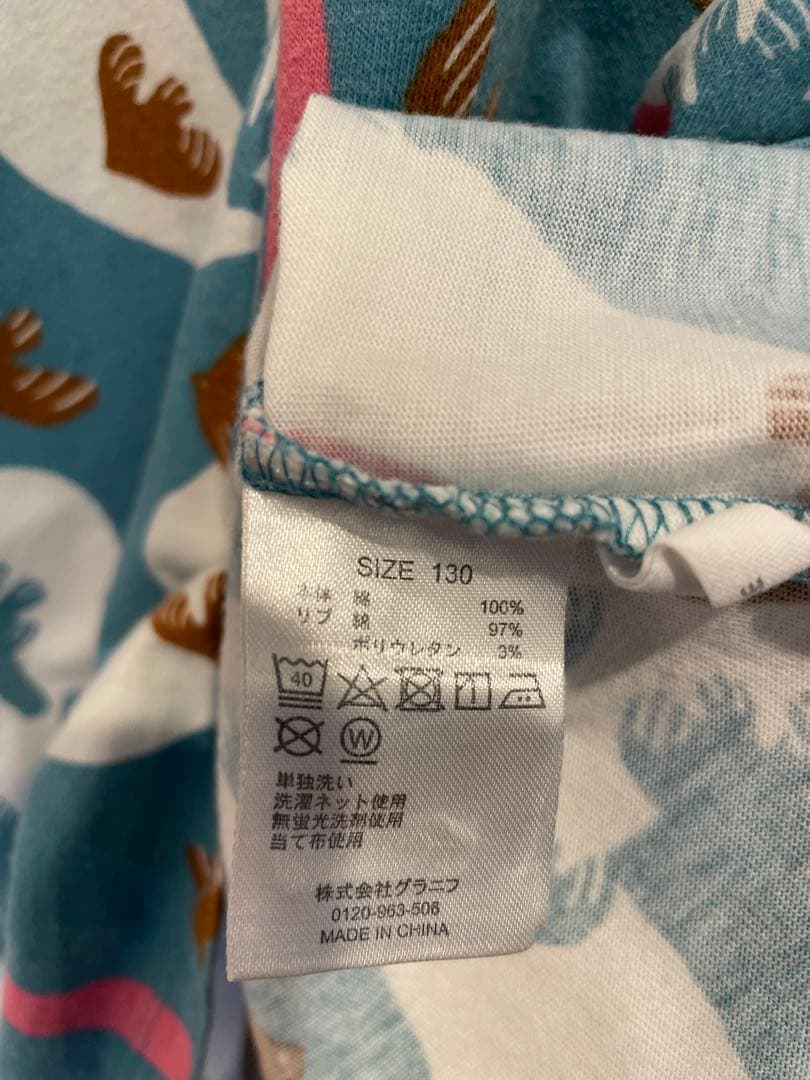 SIZE 130
本体 綿 100%
リブ 綿 97%
ポリウレタン 3%
40
W
単独洗い
洗濯ネット使用
無蛍光洗剤使用
当て布使用
株式会社グラニフ
0120-963-506
MADE IN CHINA